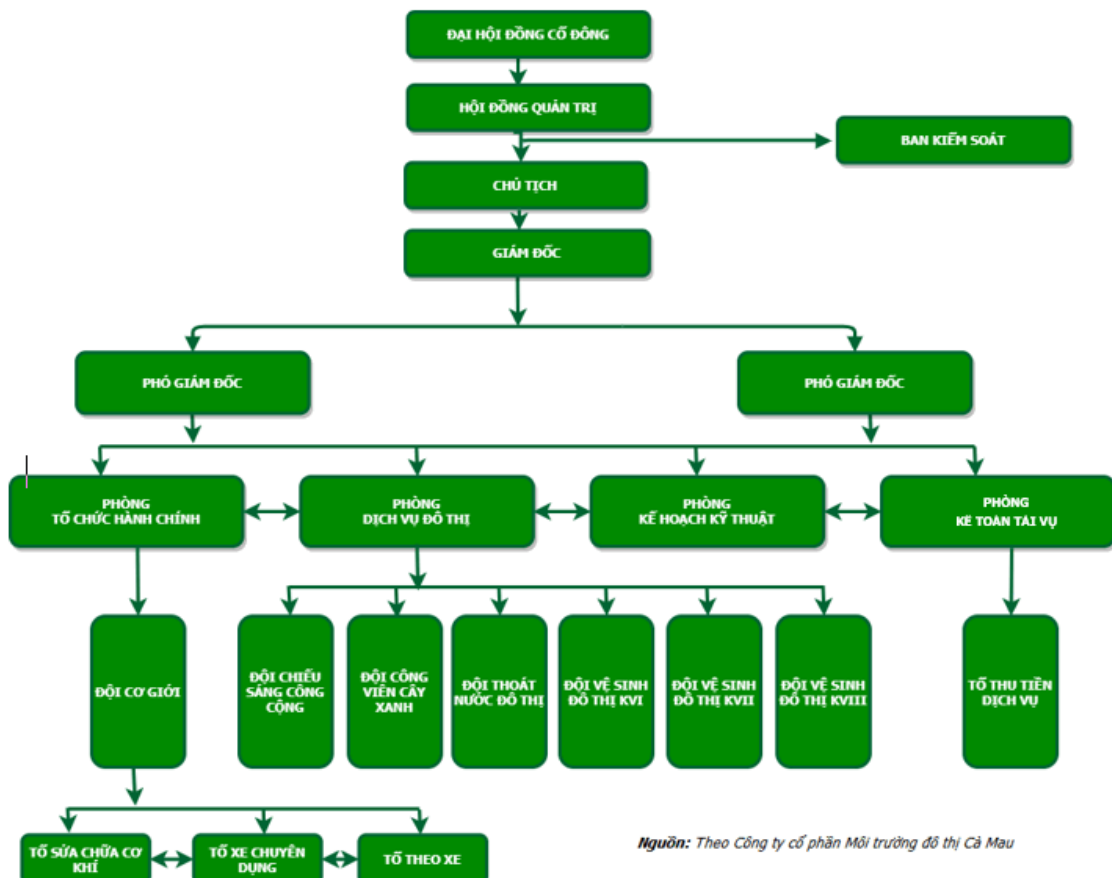 ĐẠI HỘI ĐỒNG CỔ ĐÔNG
HỘI ĐỒNG QUẢN TRỊ
BAN KIỂM SOÁT
CHỦ TỊCH
GIÁM ĐỐC
PHÓ GIÁM ĐỐC
PHÓ GIÁM ĐỐC
PHÒNG
TỔ CHỨC HÀNH CHÍNH
PHÒNG
DỊCH VỤ ĐÔ THỊ
PHÒNG
KẾ HOẠCH KỸ THUẬT
PHÒNG
KẾ TOÁN TÀI VỤ
ĐỘI CƠ GIỚI
ĐỘI CHIẾU
SÁNG CÔNG
CỘNG
ĐỘI CÔNG
VIÊN CÂY
XANH
ĐỘI THOÁT
NƯỚC ĐÔ THỊ
ĐỘI VỆ SINH
ĐÔ THỊ KVI
ĐỘI VỆ SINH
ĐÔ THỊ KVII
ĐỘI VỆ SINH
ĐÔ THỊ KVIII
TỔ THU TIỀN
DỊCH VỤ
TỔ SỬA CHỮA CƠ
KHÍ
TỔ XE CHUYÊN
DỤNG
TỔ THEO XE
Nguồn: Theo Công ty cổ phần Môi trường đô thị Cà Mau